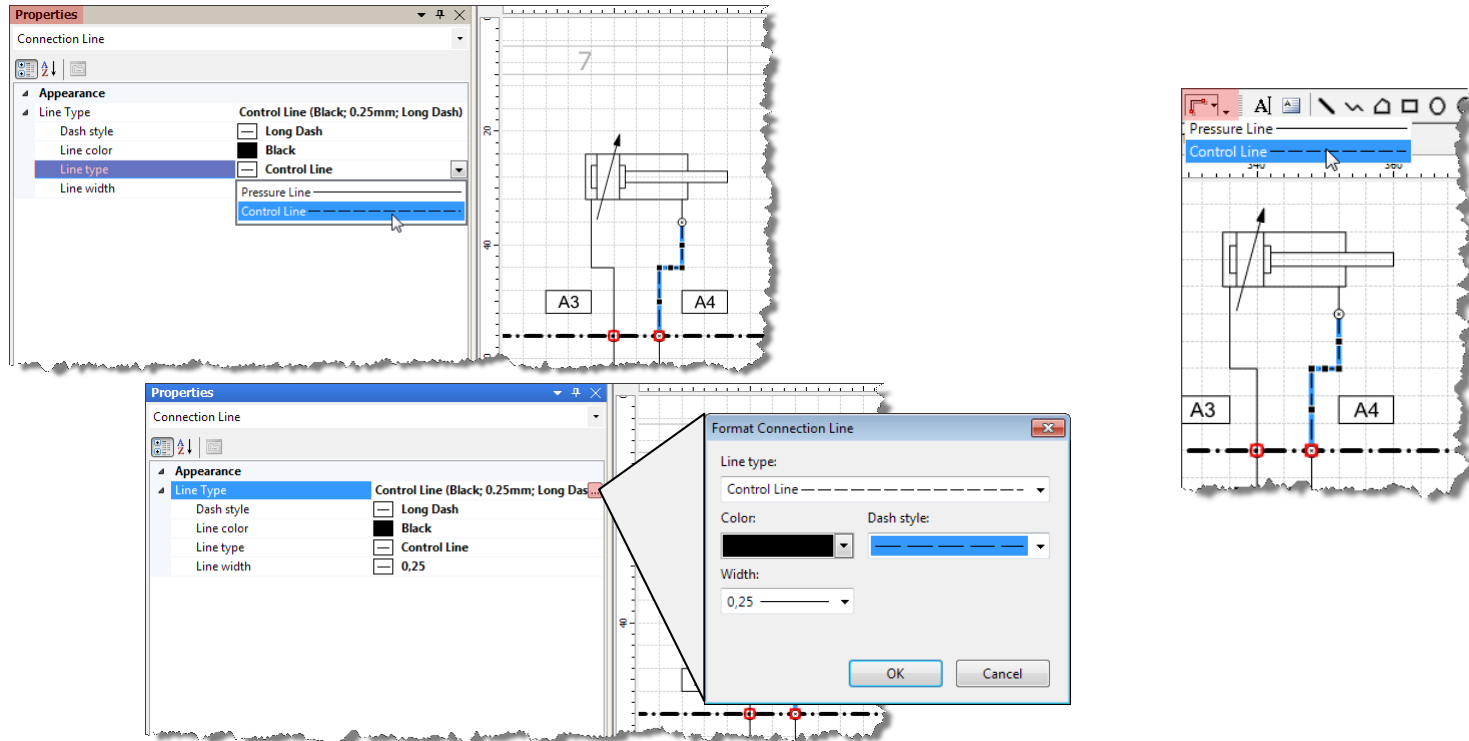 Properties
Connection Line
Appearance
Line Type Control Line (Black; 0.25mm; Long Dash)
Dash style Long Dash
Line color Black
Line type Control Line
Line width
Pressure Line
Control Line
7
20
40
A3
A4
Pressure Line
Control Line
340
360
A3
A4
Properties
Connection Line
Appearance
Line Type Control Line (Black; 0.25mm; Long Das...
Dash style Long Dash
Line color Black
Line type Control Line
Line width 0,25
40
Format Connection Line
Line type:
Control Line
Color: Dash style:
Width:
0,25
OK Cancel